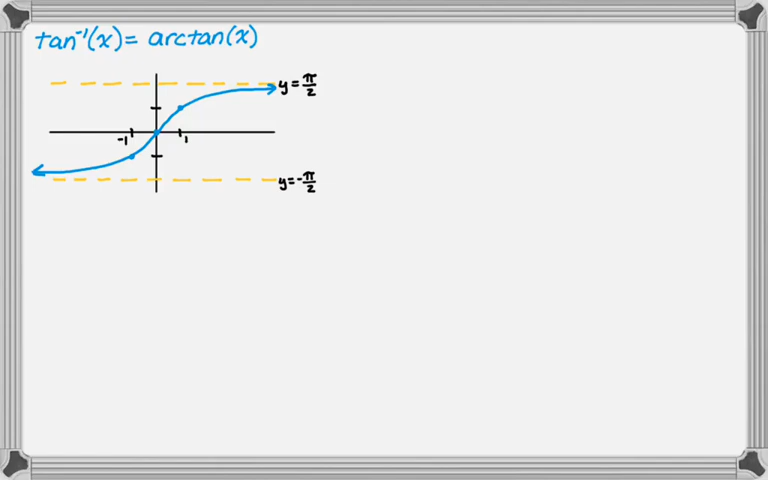 tan⁻¹(x) = arctan(x)
y = π/2
-1 1
y = -π/2